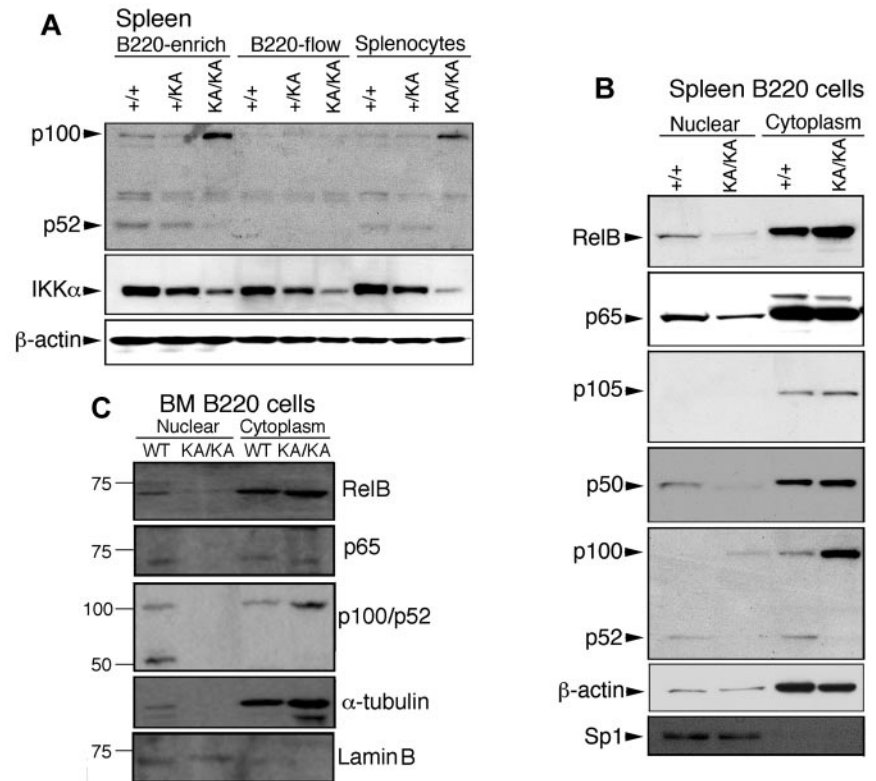 A
Spleen
B220-enrich B220-flow Splenocytes
+/+ +/KA KA/KA +/+ +/KA KA/KA +/+ +/KA KA/KA
p100
p52
IKKα
β-actin
B
Spleen B220 cells
Nuclear Cytoplasm
+/+ KA/KA +/+ KA/KA
RelB
p65
p105
p50
p100
p52
β-actin
Sp1
C
BM B220 cells
Nuclear Cytoplasm
WT KA/KA WT KA/KA
75 RelB
75 p65
100 p100/p52
50
α-tubulin
75 Lamin B